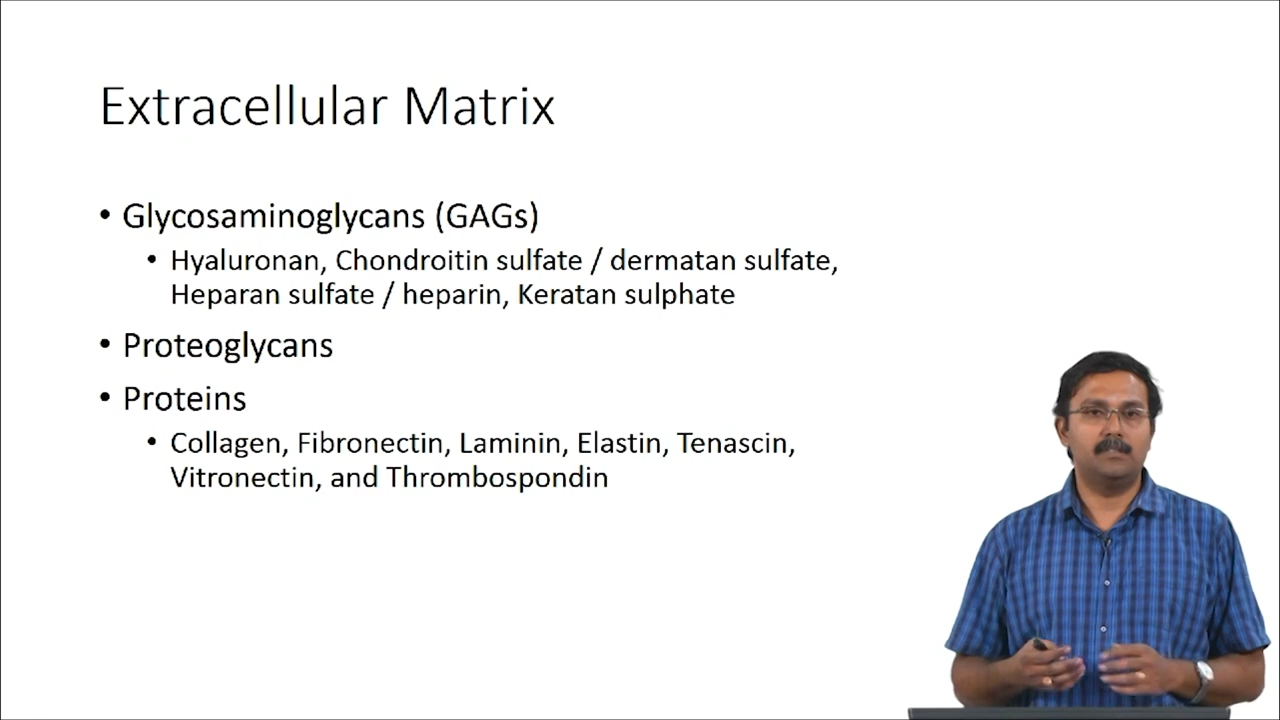 Extracellular Matrix
• Glycosaminoglycans (GAGs)
• Hyaluronan, Chondroitin sulfate / dermatan sulfate,
Heparan sulfate / heparin, Keratan sulphate
• Proteoglycans
• Proteins
• Collagen, Fibronectin, Laminin, Elastin, Tenascin,
Vitronectin, and Thrombospondin